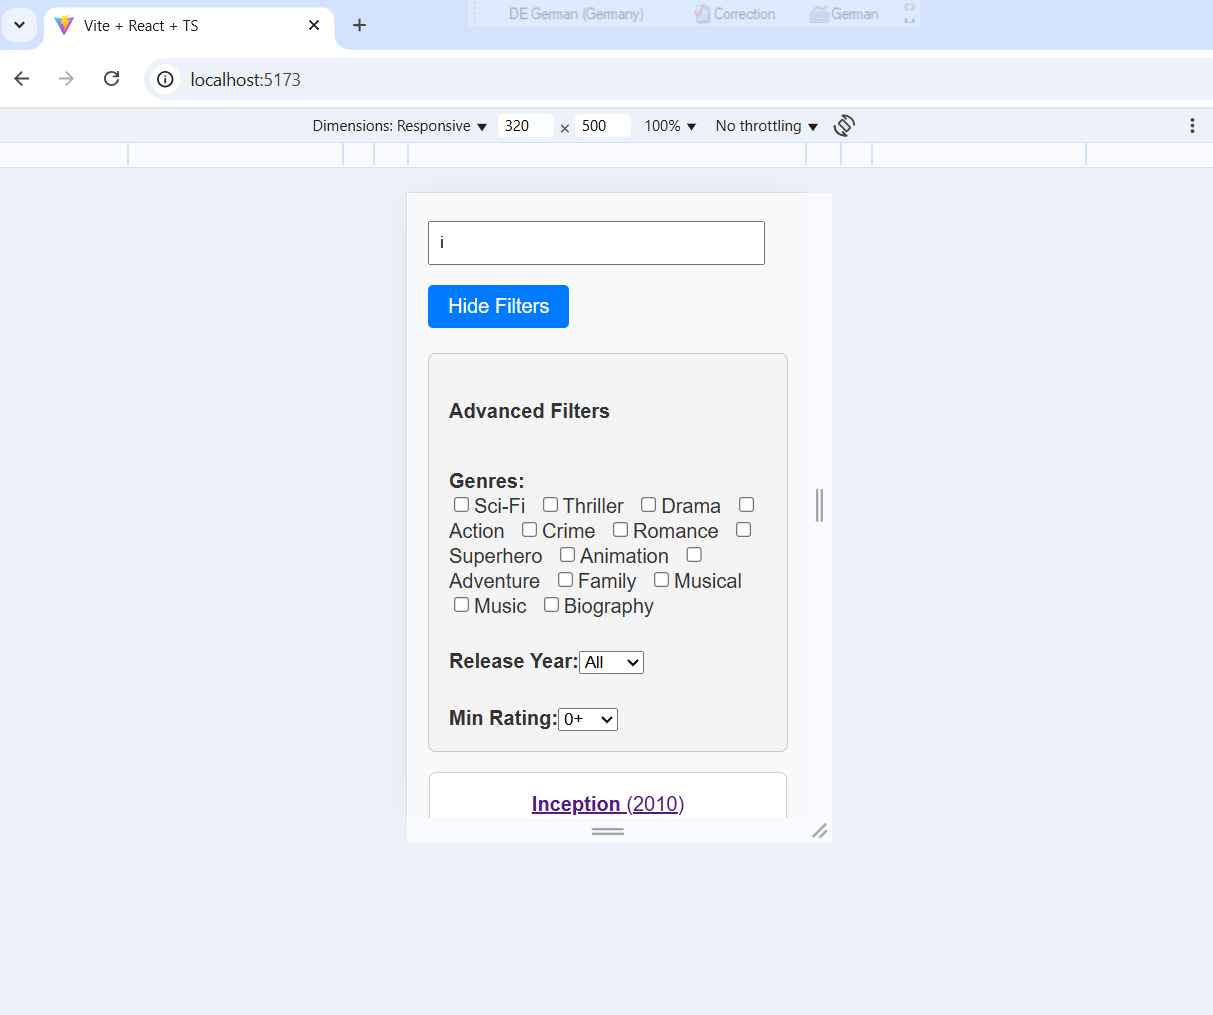 DE German (Germany) Correction German
Vite + React + TS
localhost:5173
Dimensions: Responsive 320 × 500 100% No throttling
i
Hide Filters
Advanced Filters
Genres:
Sci-Fi Thriller Drama
Action Crime Romance
Superhero Animation
Adventure Family Musical
Music Biography
Release Year: All
Min Rating: 0+
Inception (2010)